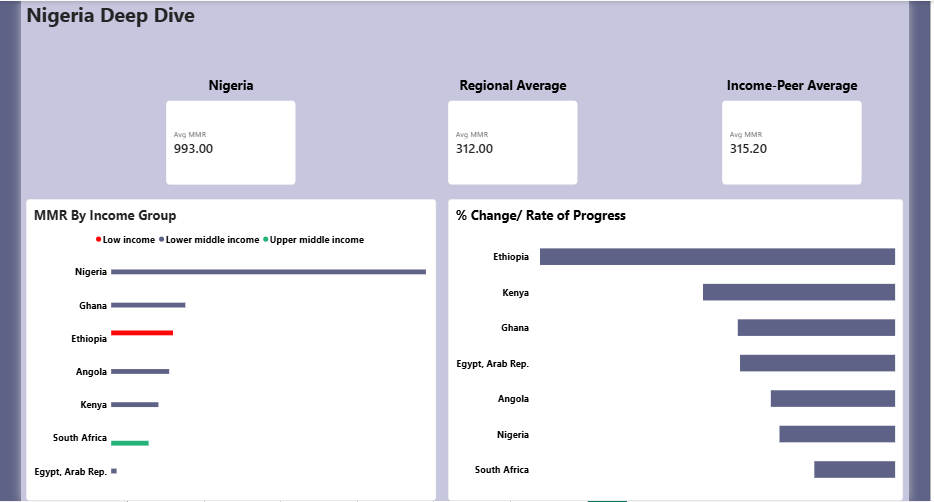 Nigeria Deep Dive
Nigeria
Regional Average
Income-Peer Average
Avg MMR
993.00
Avg MMR
312.00
Avg MMR
315.20
MMR By Income Group
Low income Lower middle income Upper middle income
Nigeria
Ghana
Ethiopia
Angola
Kenya
South Africa
Egypt, Arab Rep.
% Change/ Rate of Progress
Ethiopia
Kenya
Ghana
Egypt, Arab Rep.
Angola
Nigeria
South Africa